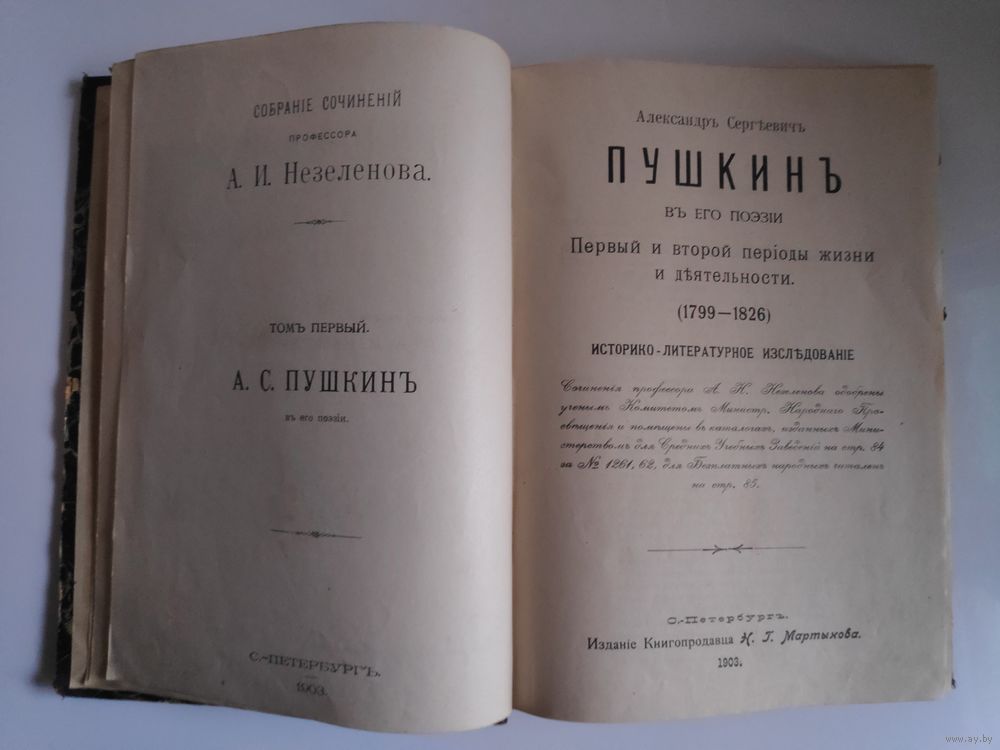 СОБРАНІЕ СОЧИНЕНІЙ
ПРОФЕССОРА
А. И. Незеленова.
ТОМЪ ПЕРВЫЙ.
А. С. ПУШКИНЪ
въ его поэзіи.
С.-ПЕТЕРБУРГЪ.
1903.
Александръ Сергѣевичъ
ПУШКИНЪ
ВЪ ЕГО ПОЭЗІИ
Первый и второй періоды жизни
и дѣятельности.
(1799—1826)
ИСТОРИКО-ЛИТЕРАТУРНОЕ ИЗСЛѢДОВАНІЕ
Сочиненія профессора А. И. Незеленова одобрены
ученымъ Комитетомъ Министр. Народнаго Про-
свѣщенія и помѣщены въ каталогахъ, изданныхъ Мини-
стерствомъ для Среднихъ Учебныхъ Заведеній на стр. 84
за № 1261, 62, для Безплатныхъ народныхъ читаленъ
на стр. 85.
С.-Петербургъ.
Изданіе Книгопродавца Н. Г. Мартынова.
1903.
www.ay.by